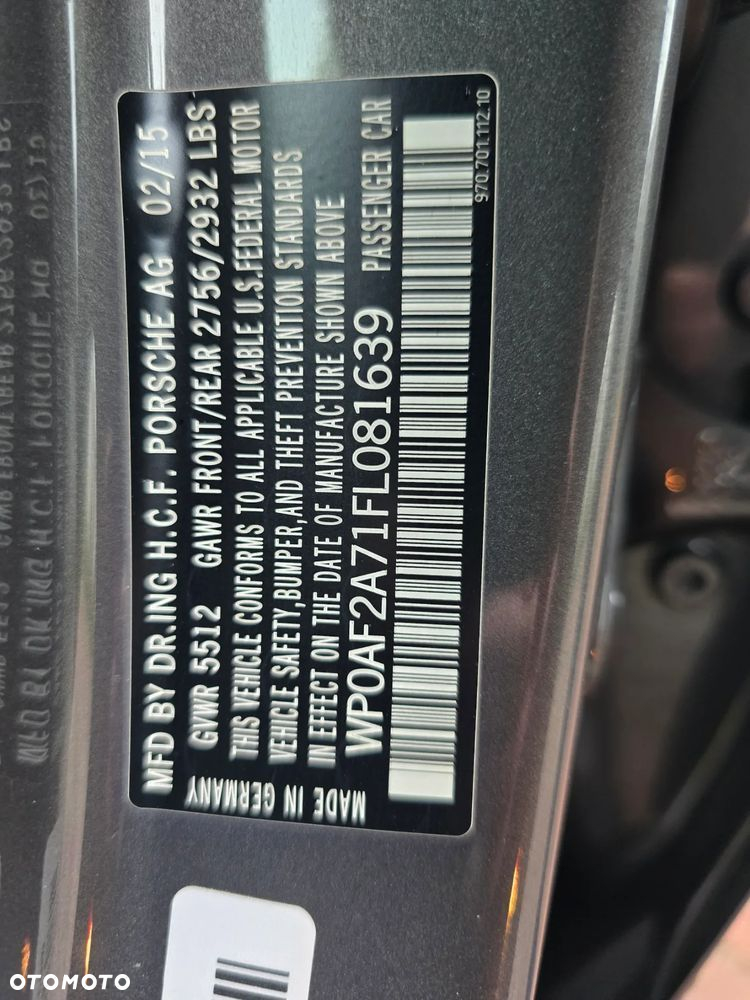 MFD BY DR.ING H.C.F. PORSCHE AG 02/15
GVWR 5512 GAWR FRONT/REAR 2756/2932 LBS
THIS VEHICLE CONFORMS TO ALL APPLICABLE U.S.FEDERAL MOTOR
VEHICLE SAFETY,BUMPER,AND THEFT PREVENTION STANDARDS
IN EFFECT ON THE DATE OF MANUFACTURE SHOWN ABOVE
WP0AF2A71FL081639 PASSENGER CAR
MADE IN GERMANY
970.701.112.10
OTOMOTO